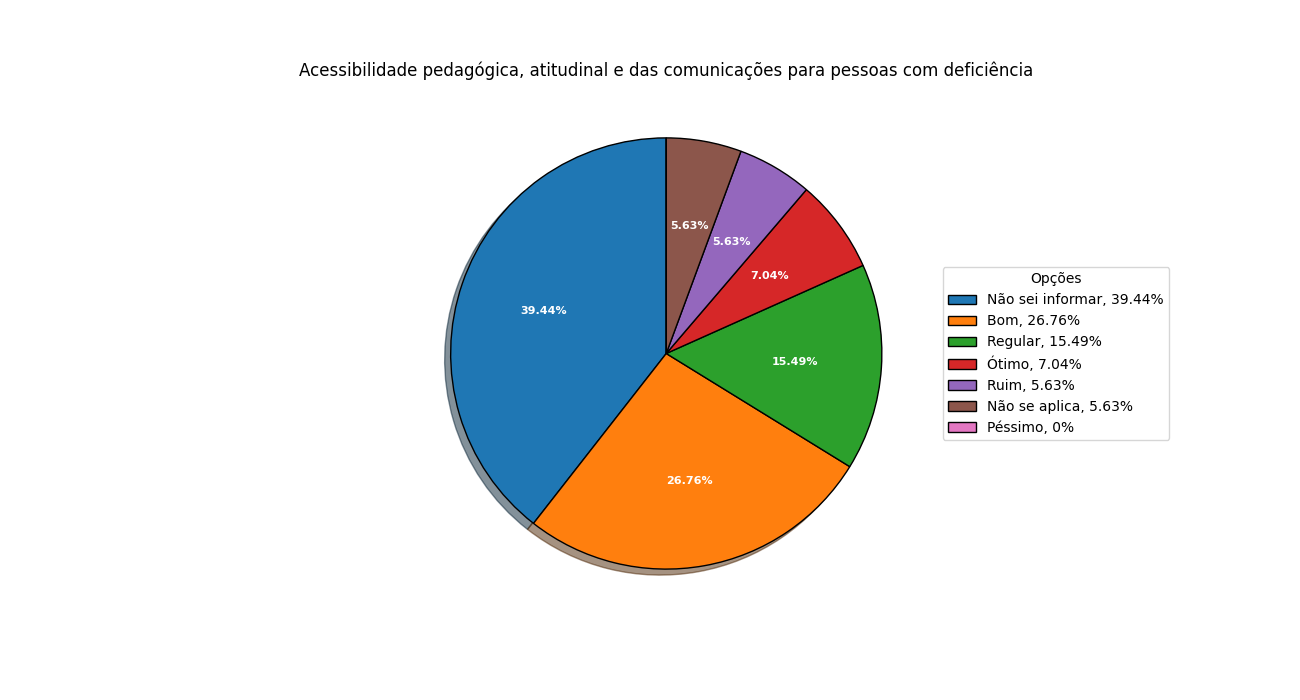 Acessibilidade pedagógica, atitudinal e das comunicações para pessoas com deficiência
5.63%
5.63%
7.04%
39.44%
15.49%
26.76%
Opções
Não sei informar, 39.44%
Bom, 26.76%
Regular, 15.49%
Ótimo, 7.04%
Ruim, 5.63%
Não se aplica, 5.63%
Péssimo, 0%